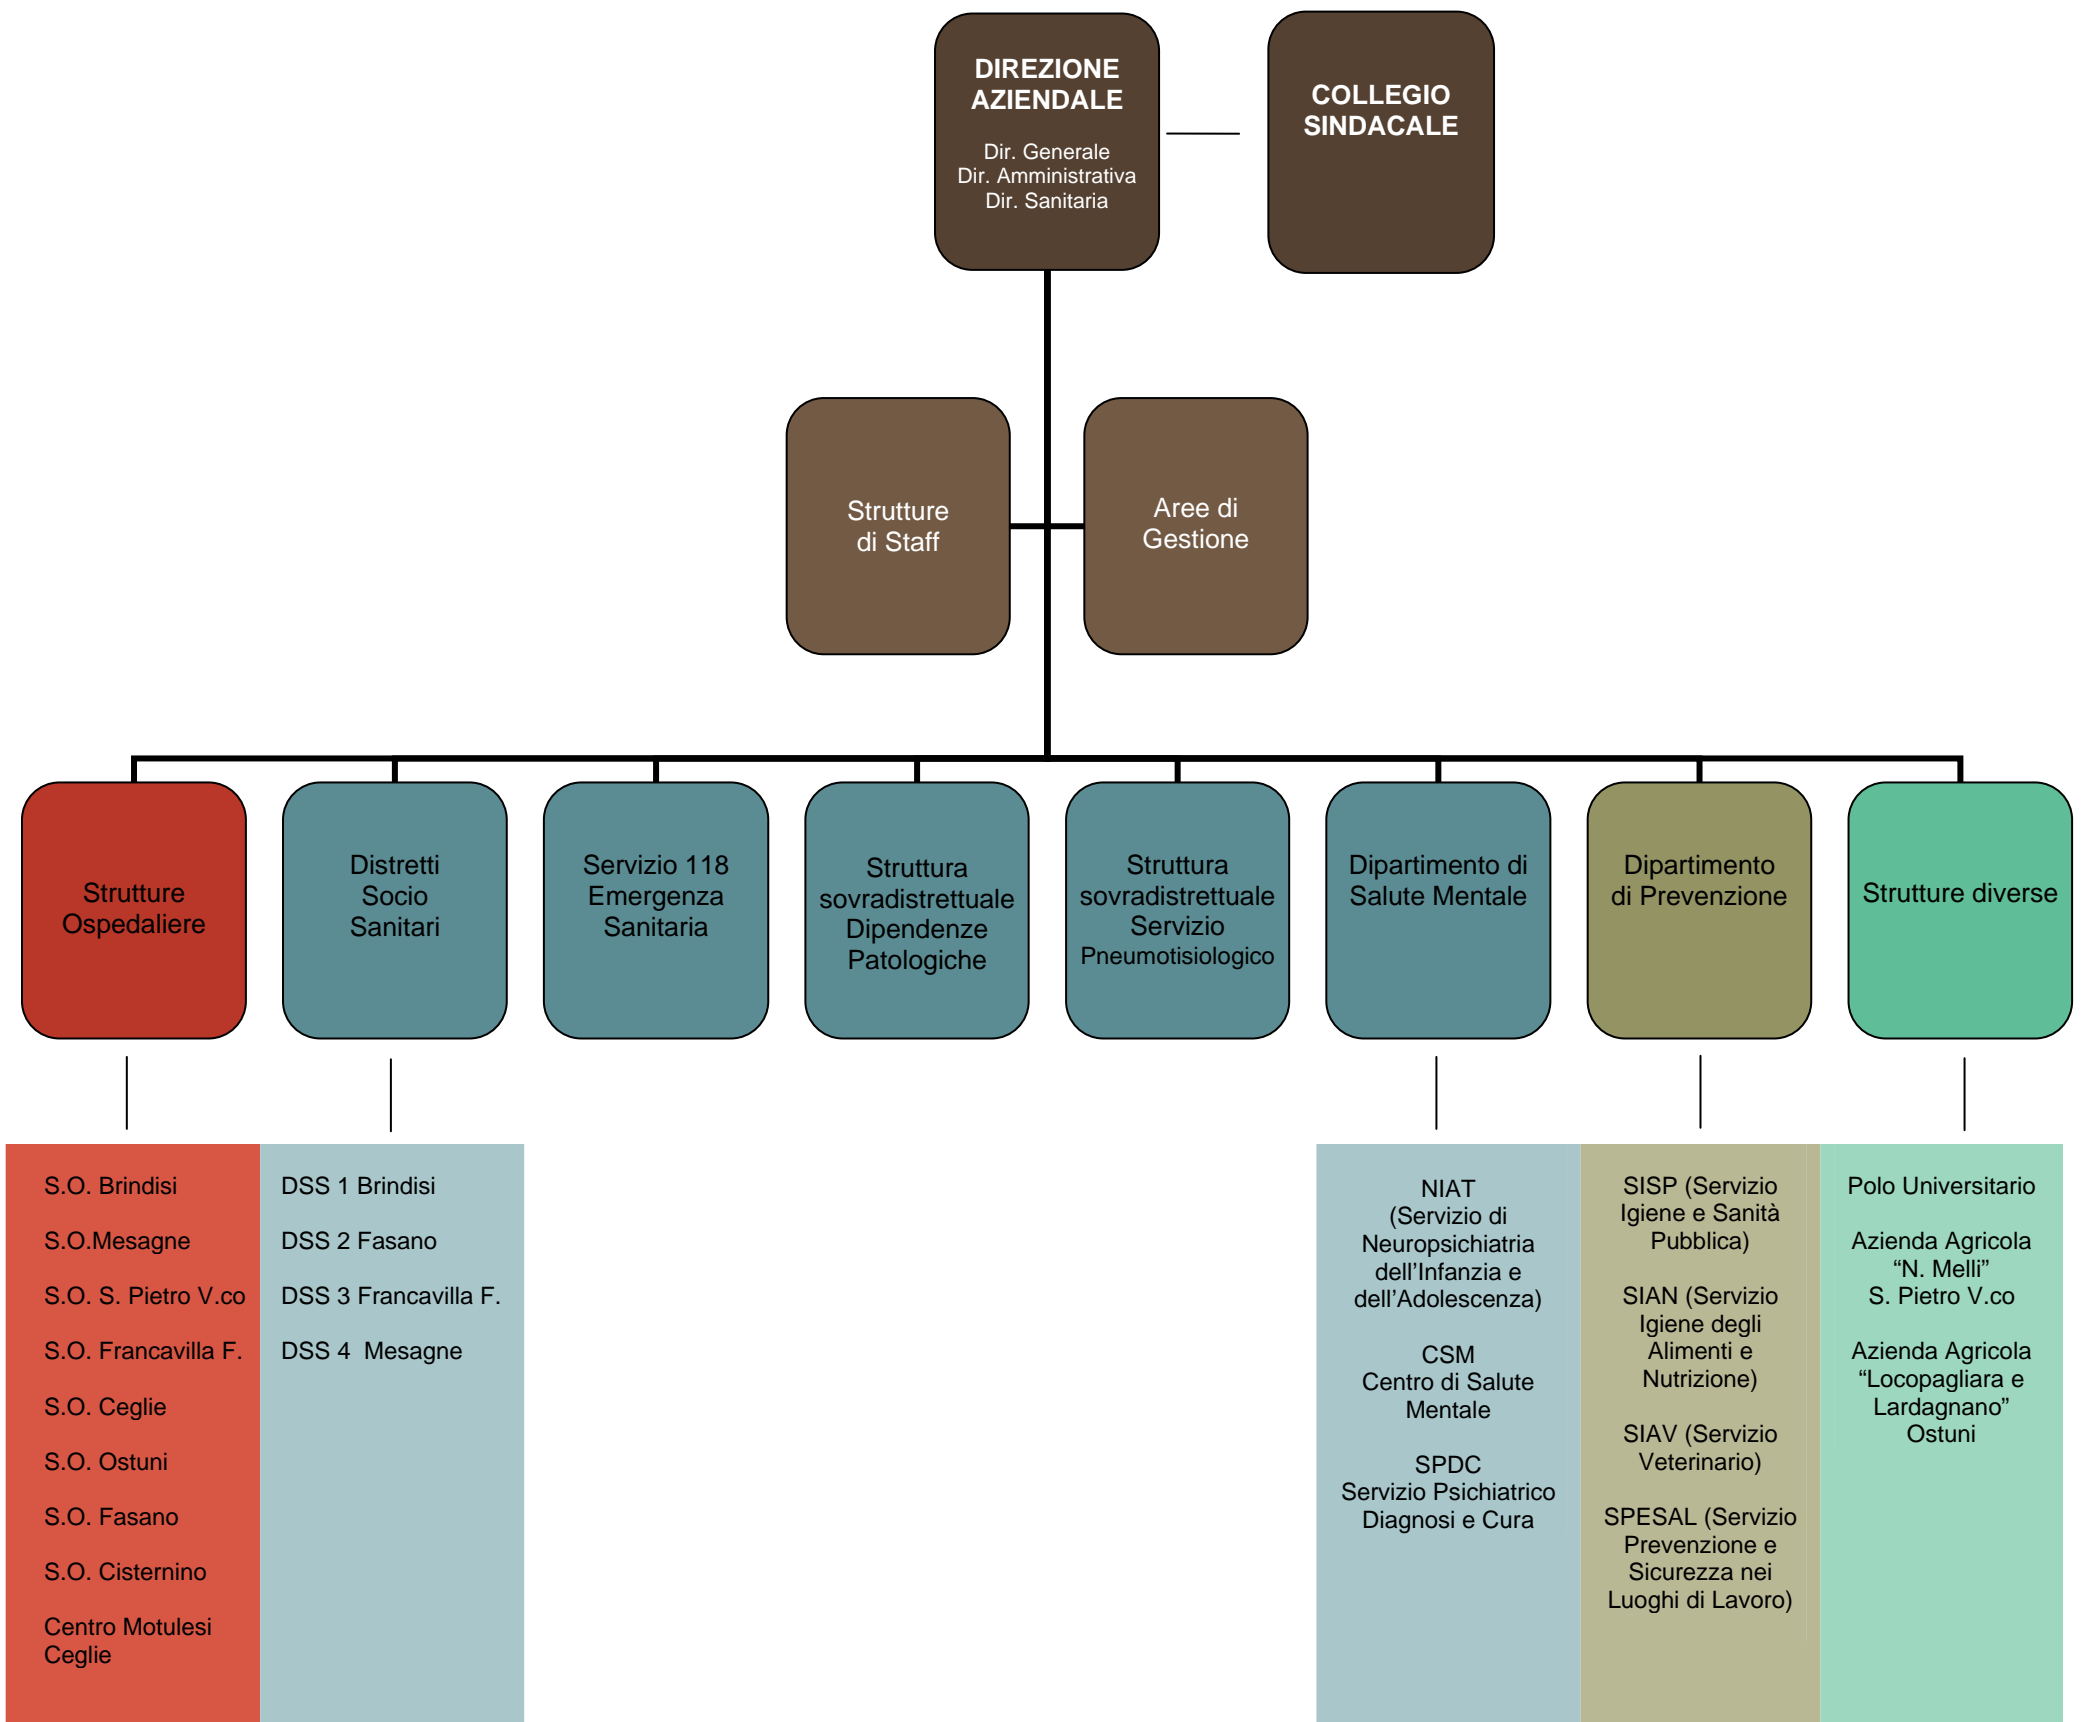 DIREZIONE
AZIENDALE
Dir. Generale
Dir. Amministrativa
Dir. Sanitaria
COLLEGIO
SINDACALE
Strutture
di Staff
Aree di
Gestione
Strutture
Ospedaliere
Distretti
Socio
Sanitari
Servizio 118
Emergenza
Sanitaria
Struttura
sovradistrettuale
Dipendenze
Patologiche
Struttura
sovradistrettuale
Servizio
Pneumotisiologico
Dipartimento di
Salute Mentale
Dipartimento
di Prevenzione
Strutture diverse
S.O. Brindisi
S.O.Mesagne
S.O. S. Pietro V.co
S.O. Francavilla F.
S.O. Ceglie
S.O. Ostuni
S.O. Fasano
S.O. Cisternino
Centro Motulesi
Ceglie
DSS 1 Brindisi
DSS 2 Fasano
DSS 3 Francavilla F.
DSS 4  Mesagne
NIAT
(Servizio di
Neuropsichiatria
dell’Infanzia e
dell’Adolescenza)
CSM
Centro di Salute
Mentale
SPDC
Servizio Psichiatrico
Diagnosi e Cura
SISP (Servizio
Igiene e Sanità
Pubblica)
SIAN (Servizio
Igiene degli
Alimenti e
Nutrizione)
SIAV (Servizio
Veterinario)
SPESAL (Servizio
Prevenzione e
Sicurezza nei
Luoghi di Lavoro)
Polo Universitario
Azienda Agricola
“N. Melli”
S. Pietro V.co
Azienda Agricola
“Locopagliara e
Lardagnano”
Ostuni